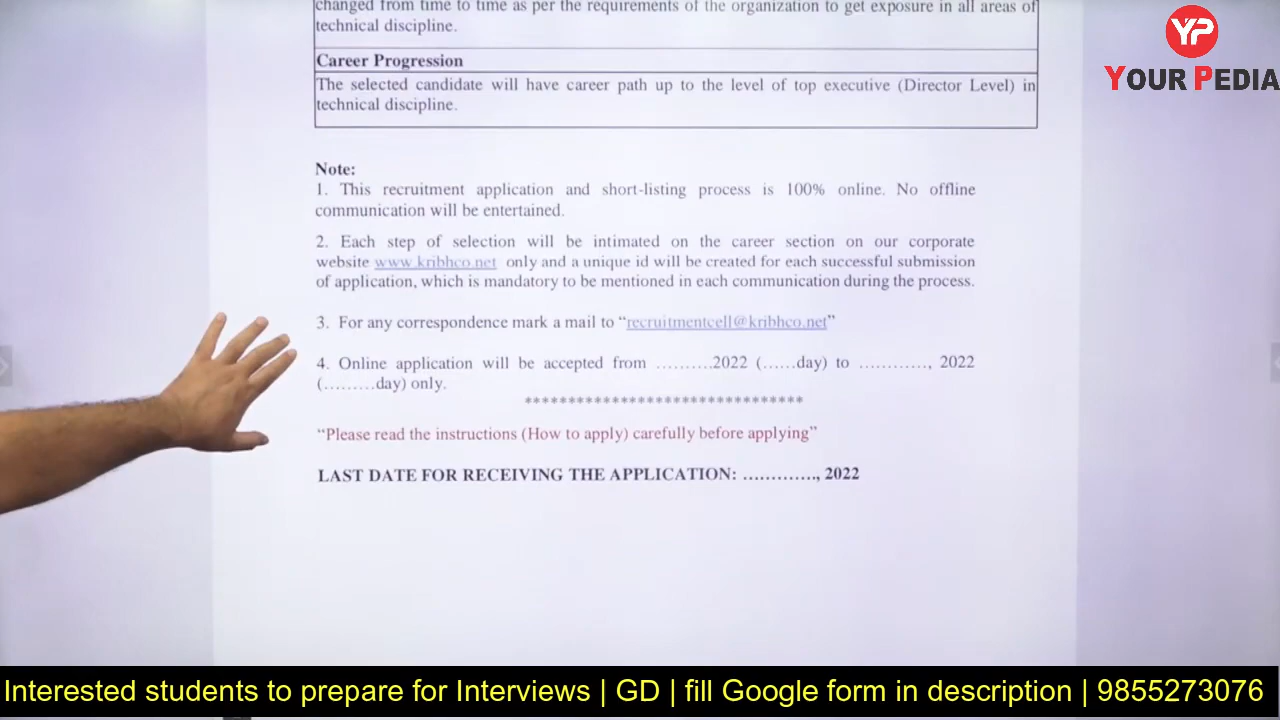 changed from time to time as per the requirements of the organization to get exposure in all areas of
technical discipline.
Career Progression
The selected candidate will have career path up to the level of top executive (Director Level) in
technical discipline.
Note:
1. This recruitment application and short-listing process is 100% online. No offline
communication will be entertained.
2. Each step of selection will be intimated on the career section on our corporate
website www.kribhco.net only and a unique id will be created for each successful submission
of application, which is mandatory to be mentioned in each communication during the process.
3. For any correspondence mark a mail to “recruitmentcell@kribhco.net”
4. Online application will be accepted from ..........2022 (......day) to ............, 2022
(.........day) only.
********************************
“Please read the instructions (How to apply) carefully before applying”
LAST DATE FOR RECEIVING THE APPLICATION: ............., 2022
YP
YOUR PEDIA
Interested students to prepare for Interviews | GD | fill Google form in description | 9855273076